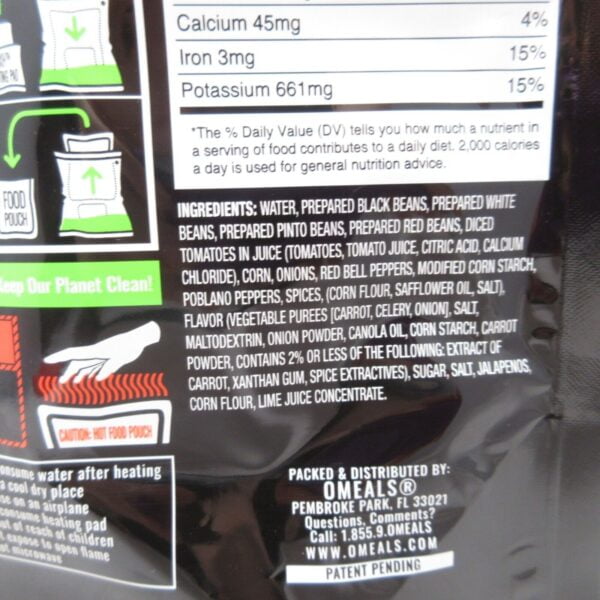 Calcium 45mg 4%
Iron 3mg 15%
Potassium 661mg 15%
*The % Daily Value (DV) tells you how much a nutrient in
a serving of food contributes to a daily diet. 2,000 calories
a day is used for general nutrition advice.
FOOD
POUCH
INGREDIENTS: WATER, PREPARED BLACK BEANS, PREPARED WHITE
BEANS, PREPARED PINTO BEANS, PREPARED RED BEANS, DICED
TOMATOES IN JUICE (TOMATOES, TOMATO JUICE, CITRIC ACID, CALCIUM
CHLORIDE), CORN, ONIONS, RED BELL PEPPERS, MODIFIED CORN STARCH,
POBLANO PEPPERS, SPICES, (CORN FLOUR, SAFFLOWER OIL, SALT),
FLAVOR (VEGETABLE PUREES [CARROT, CELERY, ONION], SALT,
MALTODEXTRIN, ONION POWDER, CANOLA OIL, CORN STARCH, CARROT
POWDER, CONTAINS 2% OR LESS OF THE FOLLOWING: EXTRACT OF
CARROT, XANTHAN GUM, SPICE EXTRACTIVES), SUGAR, SALT, JALAPENOS,
CORN FLOUR, LIME JUICE CONCENTRATE.
Keep Our Planet Clean!
CAUTION: HOT FOOD POUCH
onsume water after heating
a cool dry place
se on an airplane
consume heating pad
ut of reach of children
t expose to open flame
ot microwave
PACKED & DISTRIBUTED BY:
OMEALS®
PEMBROKE PARK, FL 33021
Questions, Comments?
Call: 1.855.9.OMEALS
WWW.OMEALS.COM
PATENT PENDING